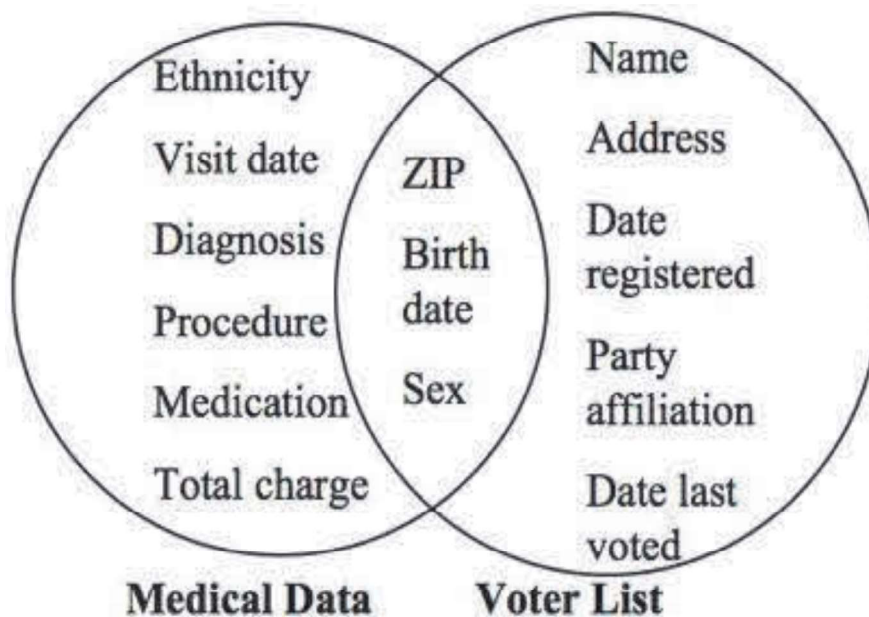 Ethnicity
Visit date
Diagnosis
Procedure
Medication
Total charge
ZIP
Birth
date
Sex
Name
Address
Date
registered
Party
affiliation
Date last
voted
Medical Data
Voter List